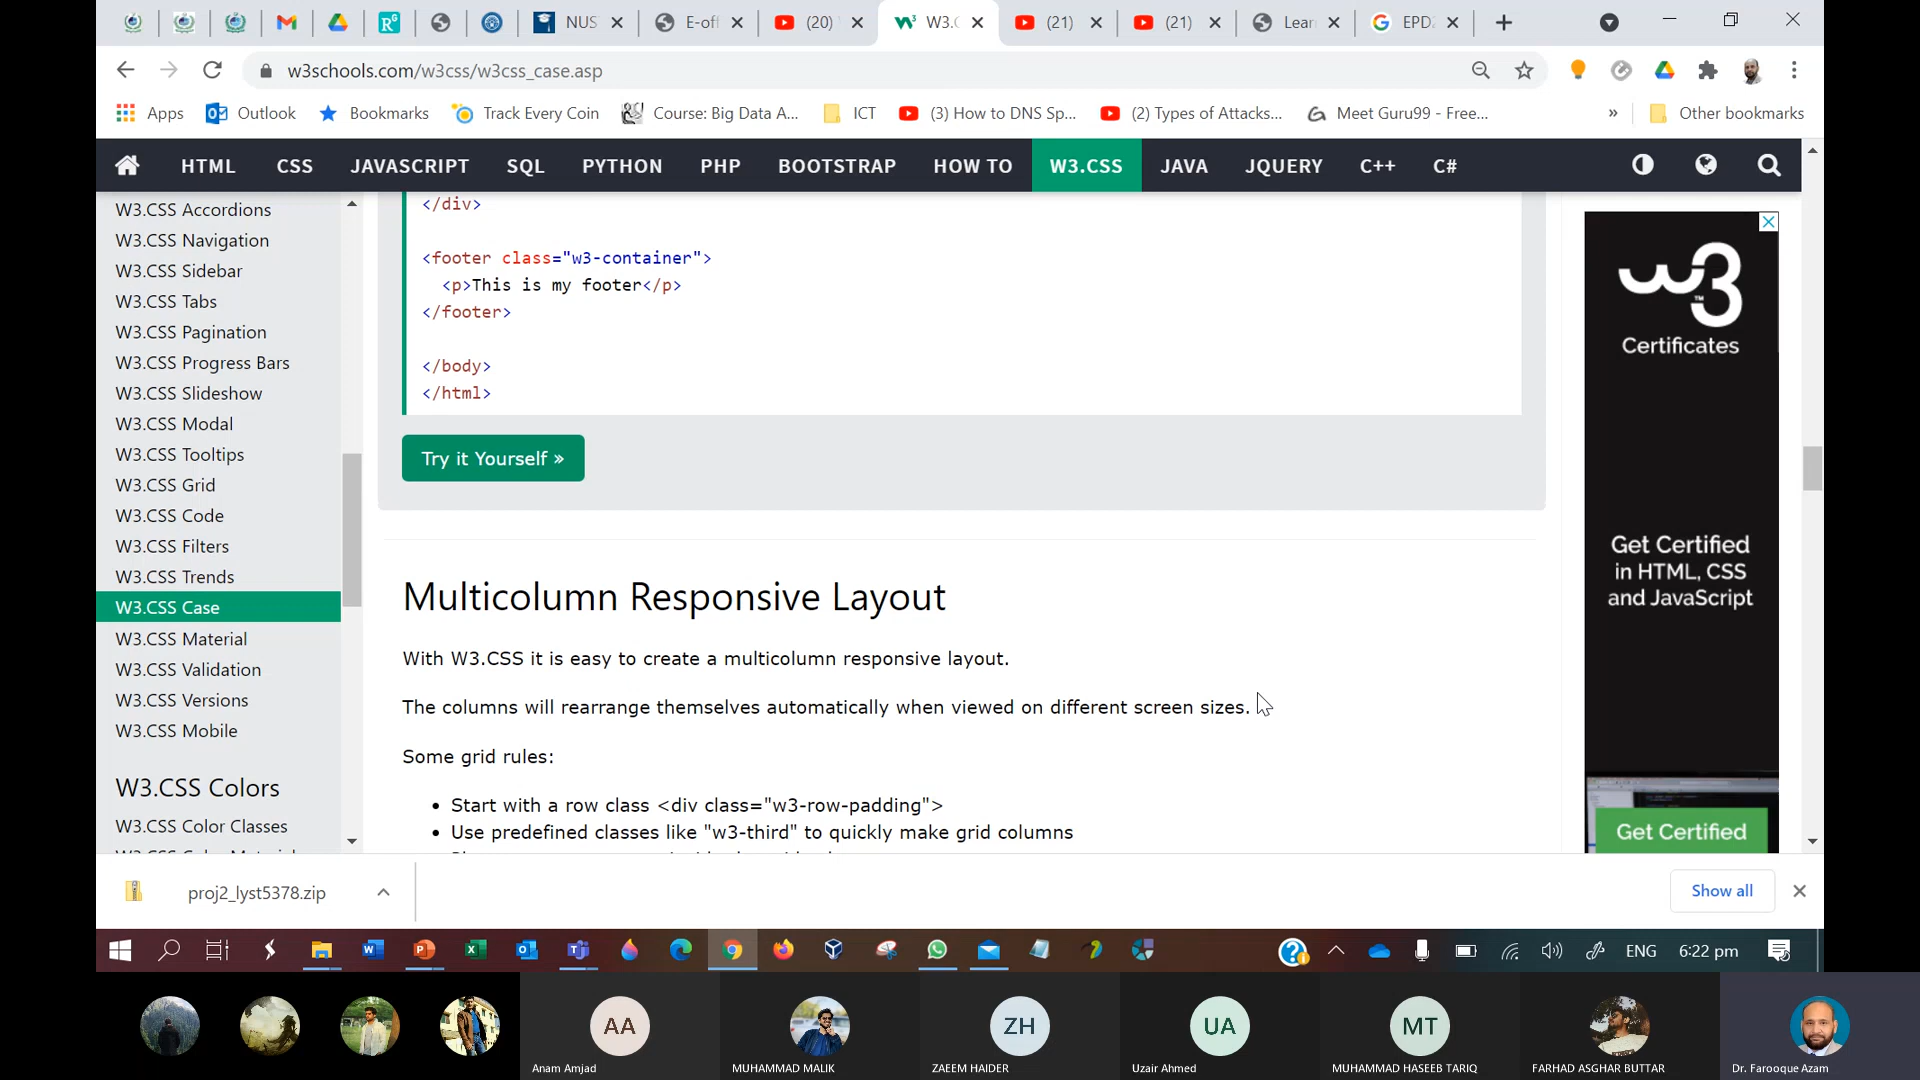 NUS
E-off
(20)
W3.C
(21)
(21)
Lear
EPD
w3schools.com/w3css/w3css_case.asp
Apps
Outlook
Bookmarks
Track Every Coin
Course: Big Data A...
ICT
(3) How to DNS Sp...
(2) Types of Attacks...
Meet Guru99 - Free...
»
Other bookmarks
HTML
CSS
JAVASCRIPT
SQL
PYTHON
PHP
BOOTSTRAP
HOW TO
W3.CSS
JAVA
JQUERY
C++
C#
W3.CSS Accordions
W3.CSS Navigation
W3.CSS Sidebar
W3.CSS Tabs
W3.CSS Pagination
W3.CSS Progress Bars
W3.CSS Slideshow
W3.CSS Modal
W3.CSS Tooltips
W3.CSS Grid
W3.CSS Code
W3.CSS Filters
W3.CSS Trends
W3.CSS Case
W3.CSS Material
W3.CSS Validation
W3.CSS Versions
W3.CSS Mobile
W3.CSS Colors
W3.CSS Color Classes
</div>
<footer class="w3-container">
<p>This is my footer</p>
</footer>
</body>
</html>
Try it Yourself »
Multicolumn Responsive Layout
With W3.CSS it is easy to create a multicolumn responsive layout.
The columns will rearrange themselves automatically when viewed on different screen sizes.
Some grid rules:
• Start with a row class <div class="w3-row-padding">
• Use predefined classes like "w3-third" to quickly make grid columns
w3
TM
Certificates
Get Certified
in HTML, CSS
and JavaScript
Get Certified
proj2_lyst5378.zip
Show all
ENG
6:22 pm
AA
Anam Amjad
MUHAMMAD MALIK
ZH
ZAEEM HAIDER
UA
Uzair Ahmed
MT
MUHAMMAD HASEEB TARIQ
FARHAD ASGHAR BUTTAR
Dr. Farooque Azam